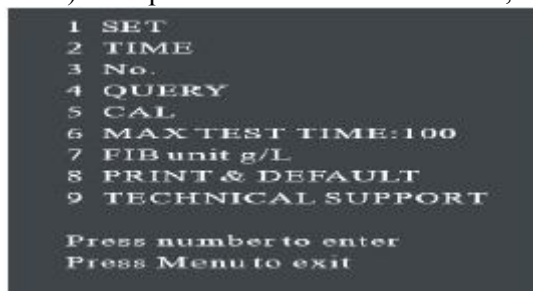 1 SET
2 TIME
3 No.
4 QUERY
5 CAL
6 MAX TEST TIME:100
7 FIB unit g/L
8 PRINT & DEFAULT
9 TECHNICAL SUPPORT
Press number to enter
Press Menu to exit